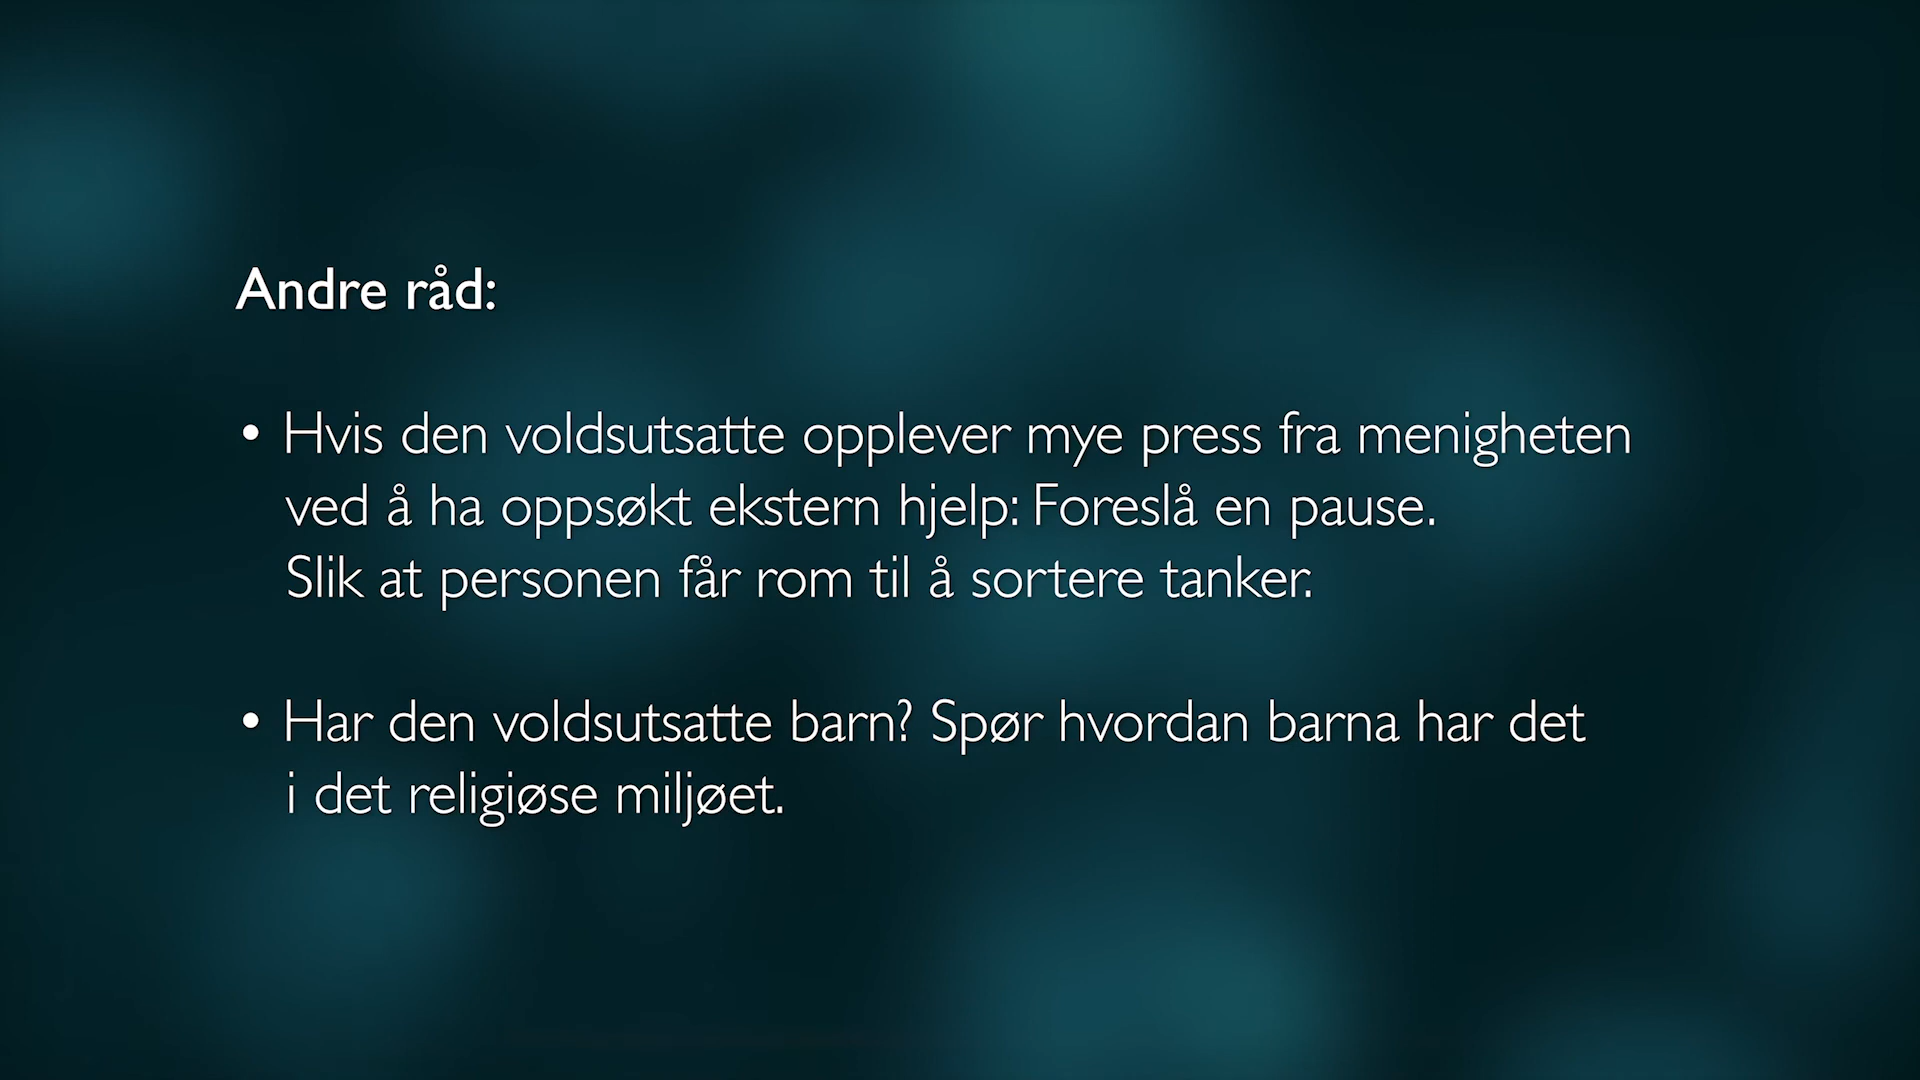 Andre råd:
• Hvis den voldsutsatte opplever mye press fra menigheten
ved å ha oppsøkt ekstern hjelp: Foreslå en pause.
Slik at personen får rom til å sortere tanker.
• Har den voldsutsatte barn? Spør hvordan barna har det
i det religiøse miljøet.